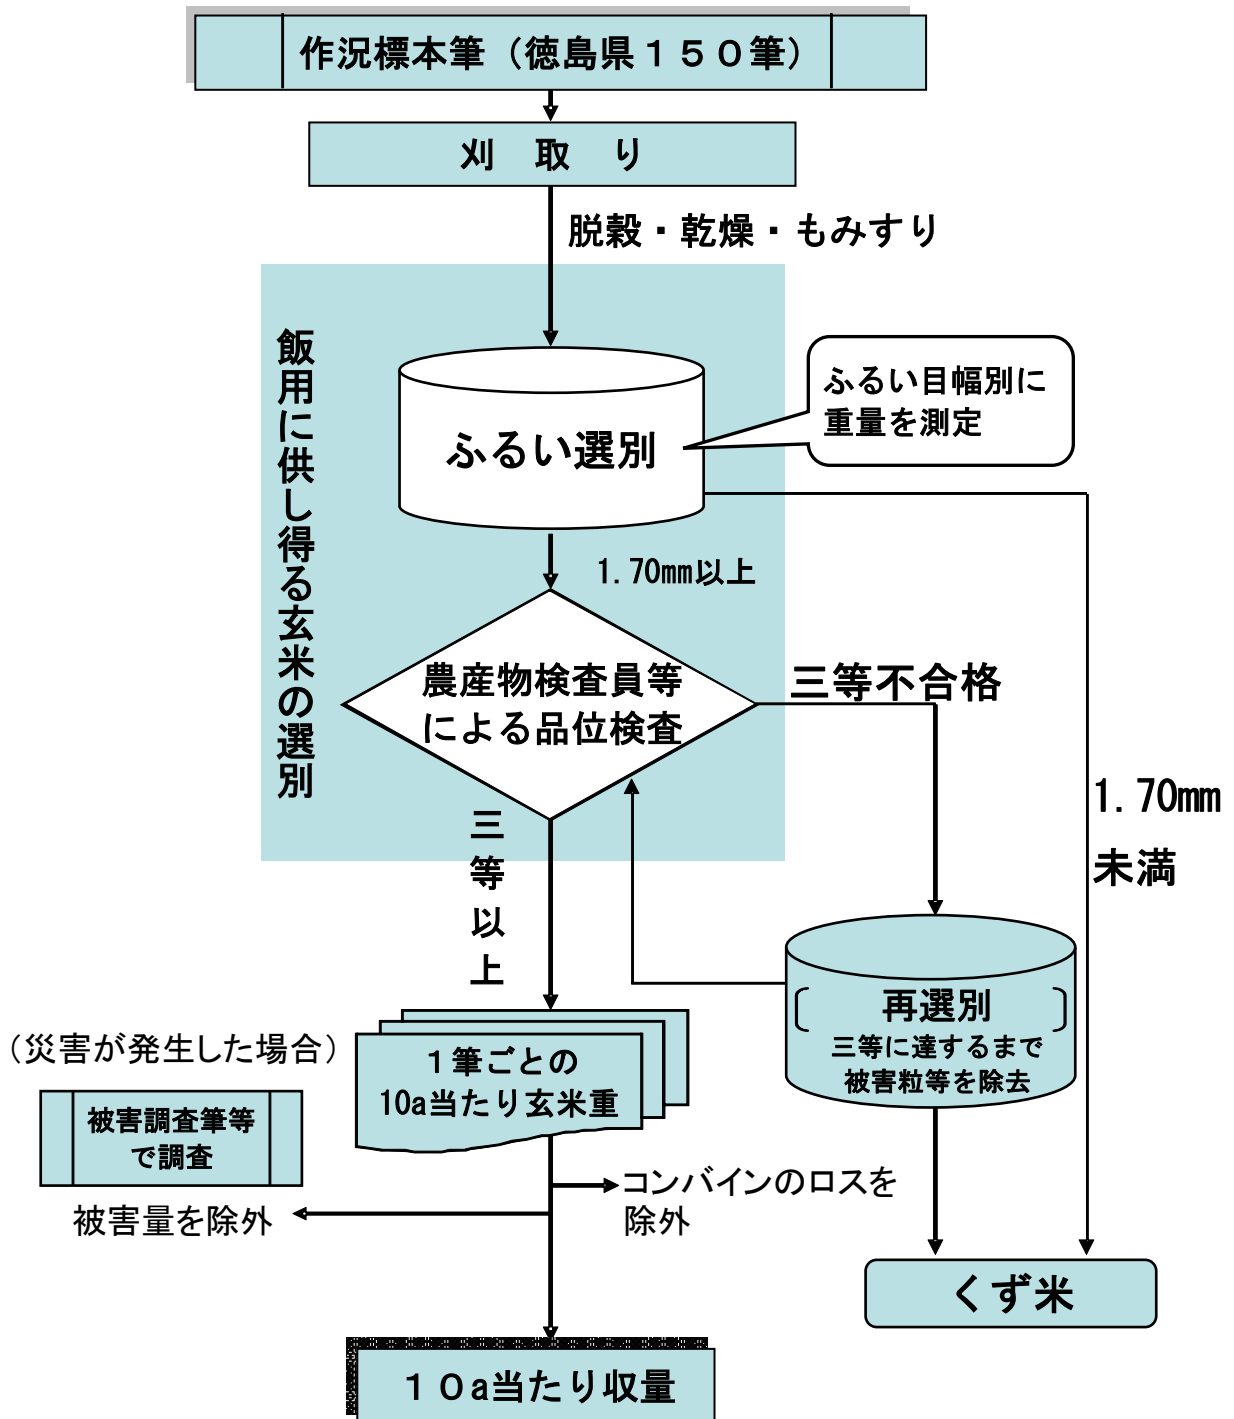 作況標本筆（徳島県１５０筆）
刈　取　り
脱穀・乾燥・もみすり
飯用に供し得る玄米の選別
ふるい目幅別に
重量を測定
ふるい選別
1.70mm以上
農産物検査員等
による品位検査
三等不合格
1.70mm
未満
三等以上
再選別
三等に達するまで
被害粒等を除去
（災害が発生した場合）
１筆ごとの
10a当たり玄米重
被害調査筆等
で調査
コンバインのロスを
除外
被害量を除外
くず米
１０a当たり収量